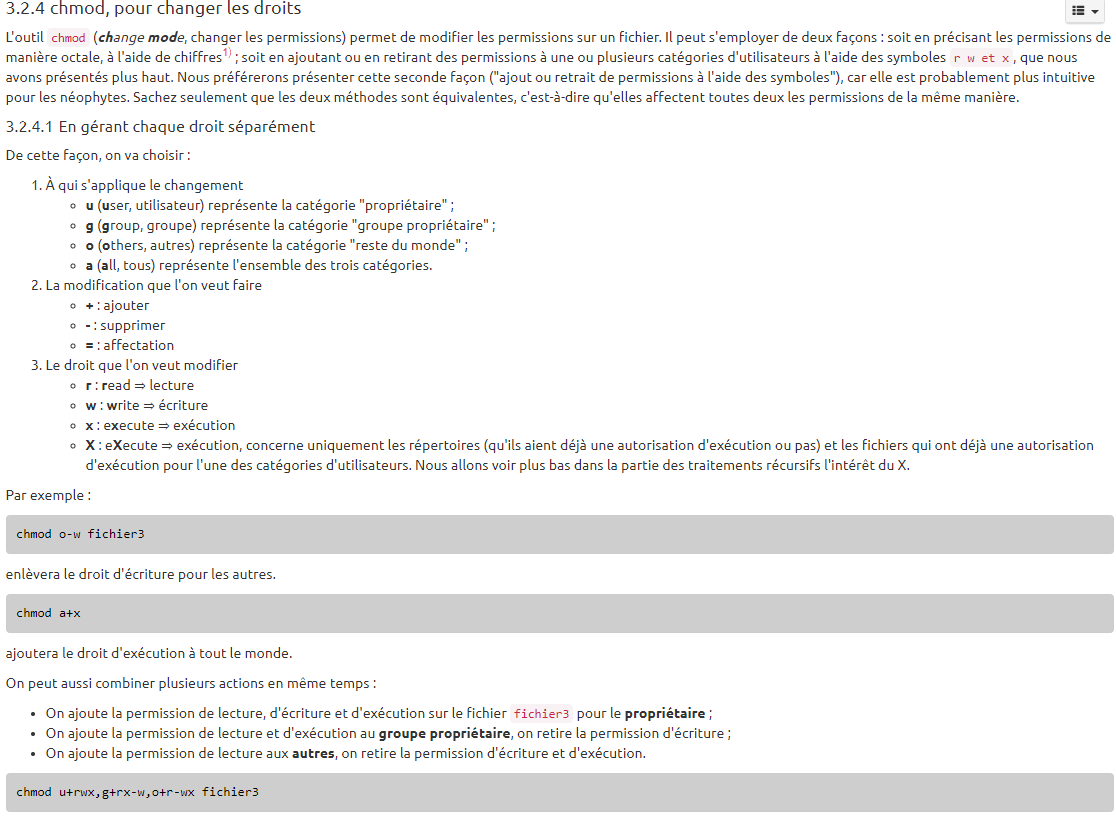 3.2.4 chmod, pour changer les droits
L'outil chmod (change mode, changer les permissions) permet de modifier les permissions sur un fichier. Il peut s'employer de deux façons : soit en précisant les permissions de
manière octale, à l'aide de chiffres1) ; soit en ajoutant ou en retirant des permissions à une ou plusieurs catégories d'utilisateurs à l'aide des symboles r w et x, que nous
avons présentés plus haut. Nous préférerons présenter cette seconde façon ("ajout ou retrait de permissions à l'aide des symboles"), car elle est probablement plus intuitive
pour les néophytes. Sachez seulement que les deux méthodes sont équivalentes, c'est-à-dire qu'elles affectent toutes deux les permissions de la même manière.
3.2.4.1 En gérant chaque droit séparément
De cette façon, on va choisir :
1. À qui s'applique le changement
◦ u (user, utilisateur) représente la catégorie "propriétaire" ;
◦ g (group, groupe) représente la catégorie "groupe propriétaire" ;
◦ o (others, autres) représente la catégorie "reste du monde" ;
◦ a (all, tous) représente l'ensemble des trois catégories.
2. La modification que l'on veut faire
◦ + : ajouter
◦ - : supprimer
◦ = : affectation
3. Le droit que l'on veut modifier
◦ r : read ⇒ lecture
◦ w : write ⇒ écriture
◦ x : execute ⇒ exécution
◦ X : eXecute ⇒ exécution, concerne uniquement les répertoires (qu'ils aient déjà une autorisation d'exécution ou pas) et les fichiers qui ont déjà une autorisation
d'exécution pour l'une des catégories d'utilisateurs. Nous allons voir plus bas dans la partie des traitements récursifs l'intérêt du X.
Par exemple :
chmod o-w fichier3
enlèvera le droit d'écriture pour les autres.
chmod a+x
ajoutera le droit d'exécution à tout le monde.
On peut aussi combiner plusieurs actions en même temps :
• On ajoute la permission de lecture, d'écriture et d'exécution sur le fichier fichier3 pour le propriétaire ;
• On ajoute la permission de lecture et d'exécution au groupe propriétaire, on retire la permission d'écriture ;
• On ajoute la permission de lecture aux autres, on retire la permission d'écriture et d'exécution.
chmod u+rwx,g+rx-w,o+r-wx fichier3